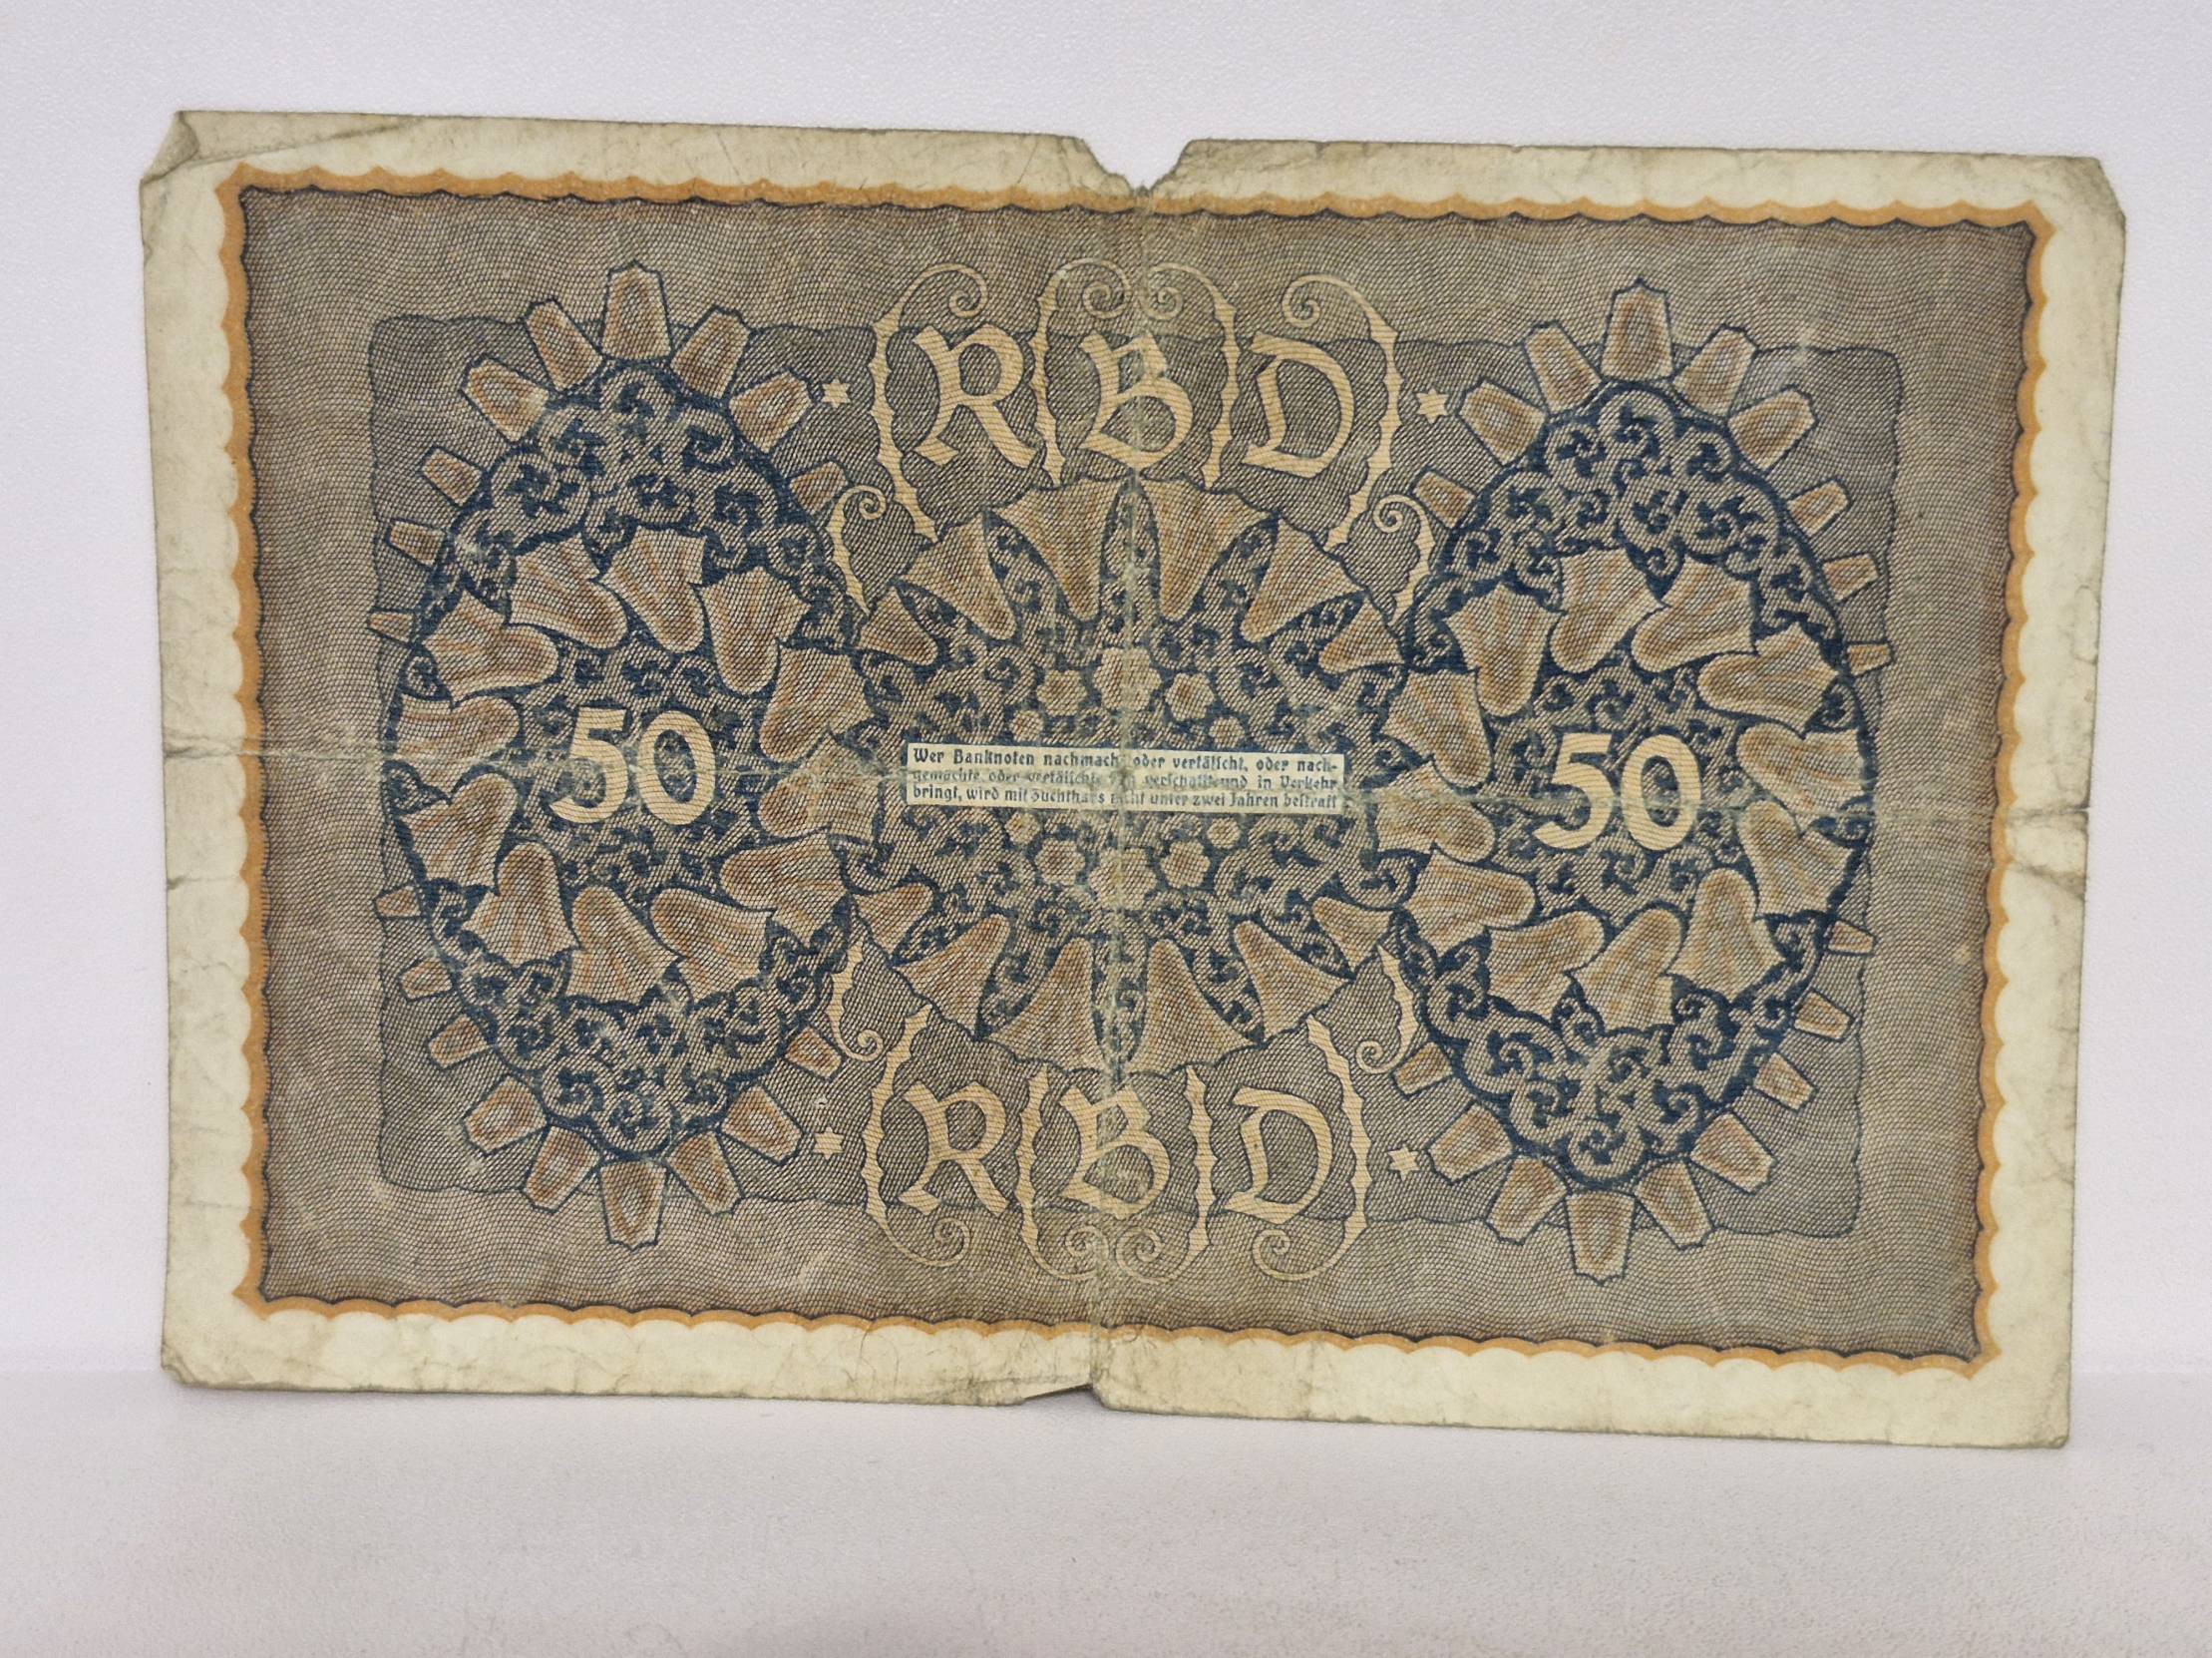 RBD
50
Wer Banknoten nachmacht oder verfälscht, oder nach-
gemachte oder verfälschte verschafft und in Verkehr
bringt, wird mit Zuchthaus nicht unter zwei Jahren bestraft
50
RBD